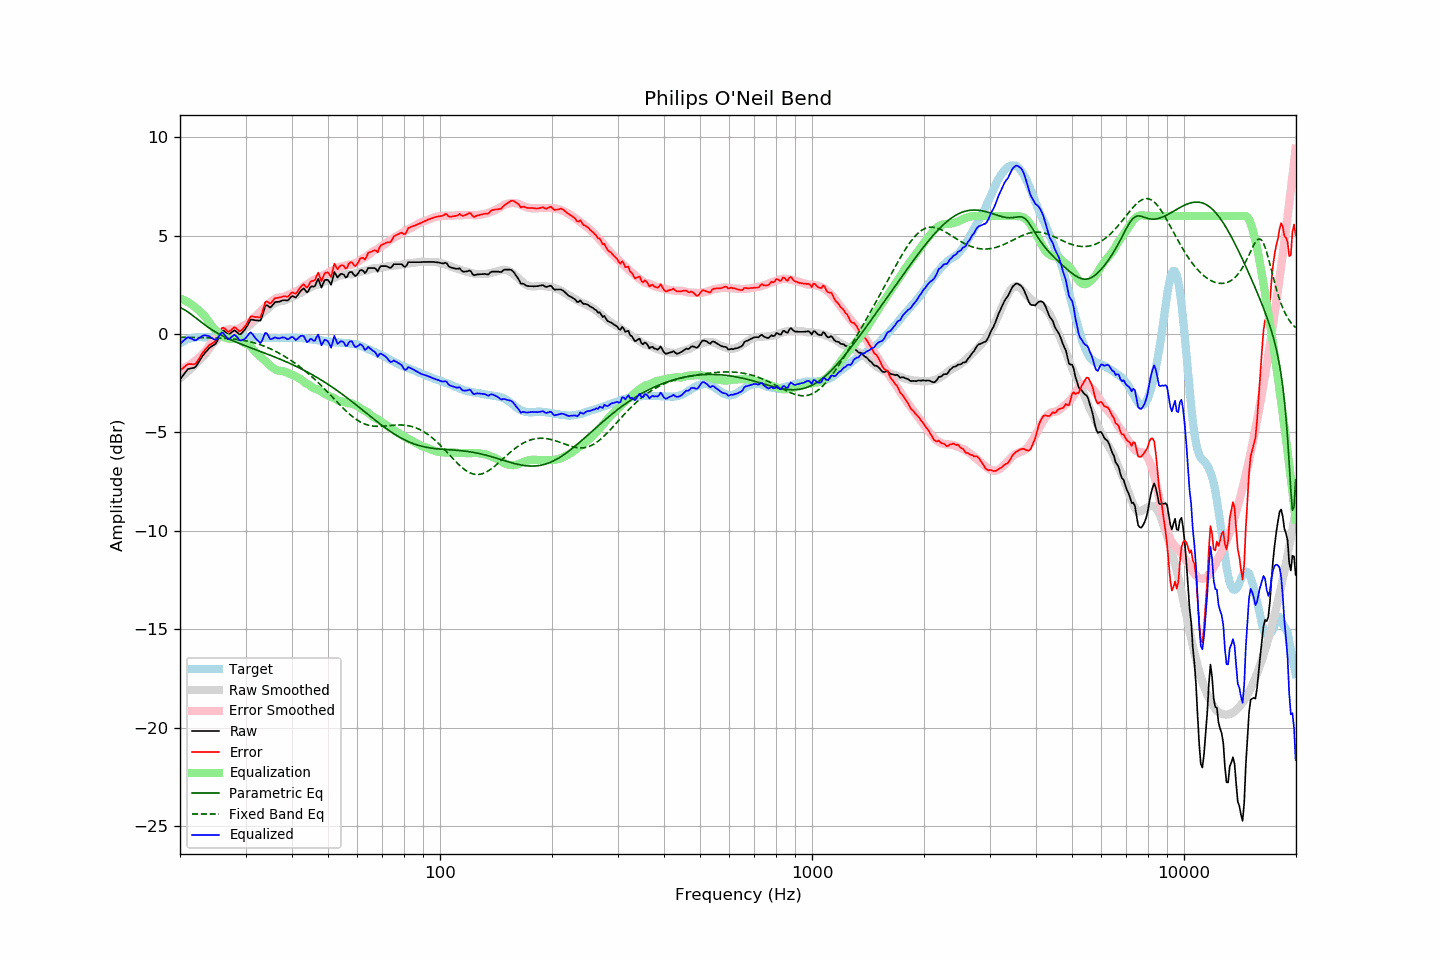 Philips O'Neil Bend
Amplitude (dBr)
10
5
0
−5
−10
−15
−20
−25
Target
Raw Smoothed
Error Smoothed
Raw
Error
Equalization
Parametric Eq
Fixed Band Eq
Equalized
100
1000
10000
Frequency (Hz)